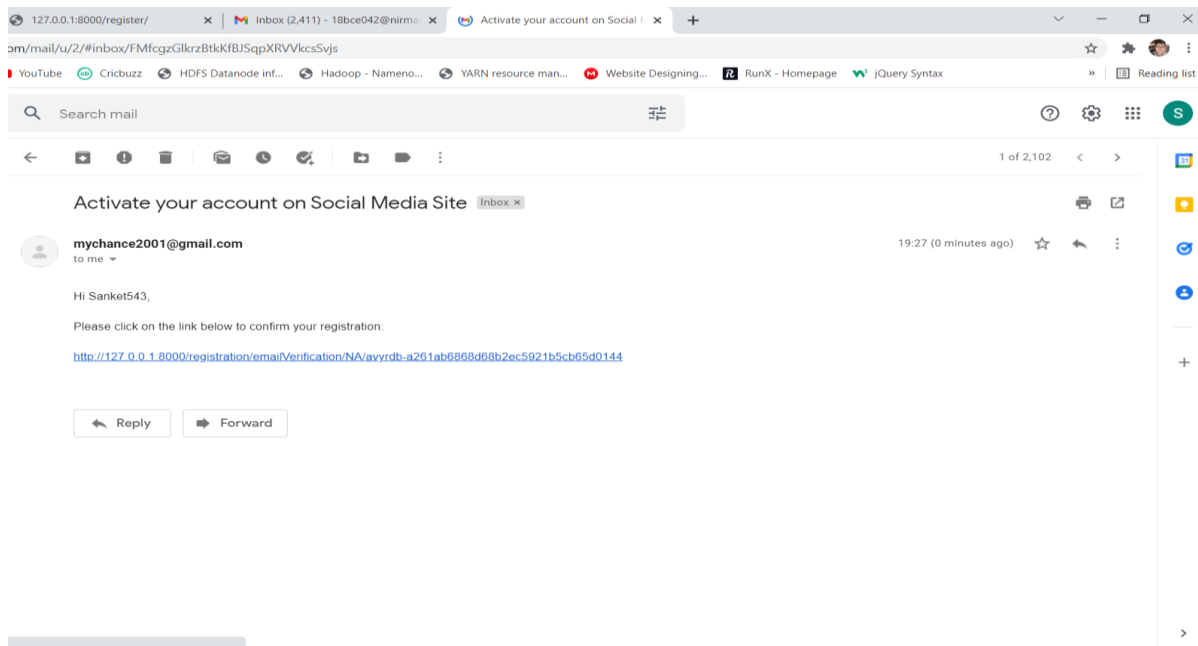 127.0.0.1:8000/register/
Inbox (2,411) - 18bce042@nirma
Activate your account on Social
om/mail/u/2/#inbox/FMfcgzGlkrzBtkKfBJSqpXRVVkcsSvjs
YouTube Cricbuzz HDFS Datanode inf... Hadoop - Nameno... YARN resource man... Website Designing... RunX - Homepage jQuery Syntax » Reading list
Search mail
S
1 of 2,102
31
Activate your account on Social Media Site Inbox ×
mychance2001@gmail.com
19:27 (0 minutes ago)
to me
Hi Sanket543,
Please click on the link below to confirm your registration:
http://127.0.0.1:8000/registration/emailVerification/NA/avyrdb-a261ab6868d68b2ec5921b5cb65d0144
Reply Forward